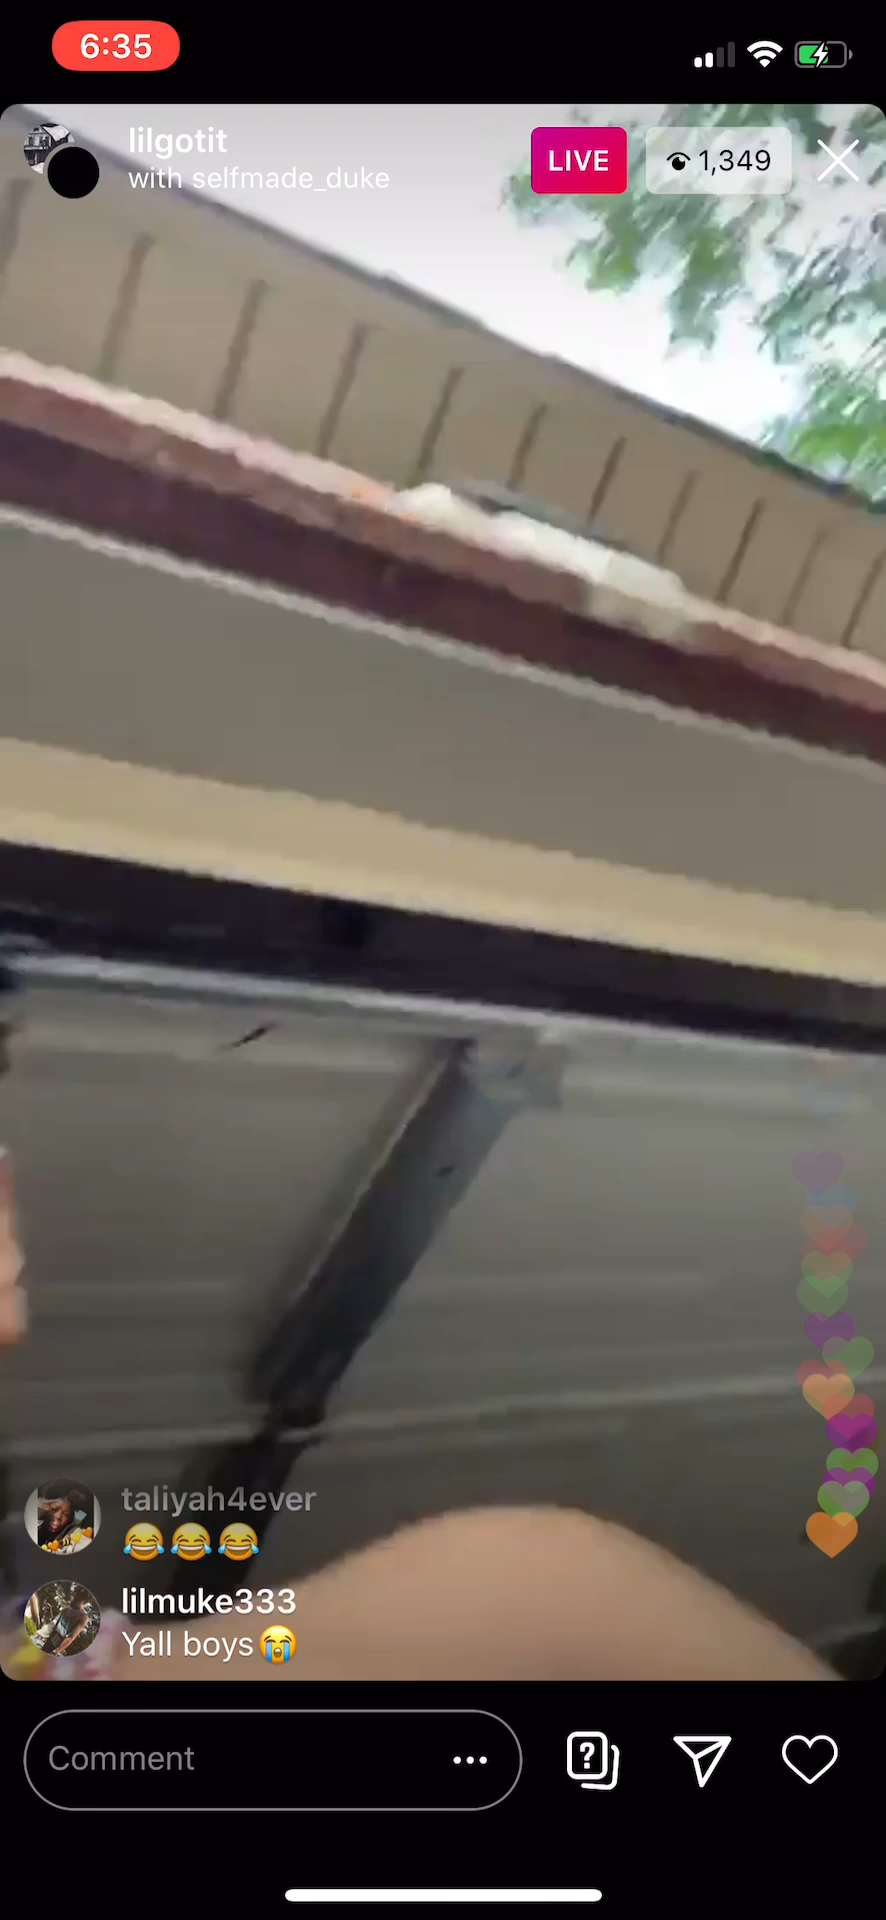 6:35
lilgotit
with selfmade_duke
LIVE
1,349
taliyah4ever
😂😂😂
lilmuke333
Yall boys😭
Comment
?